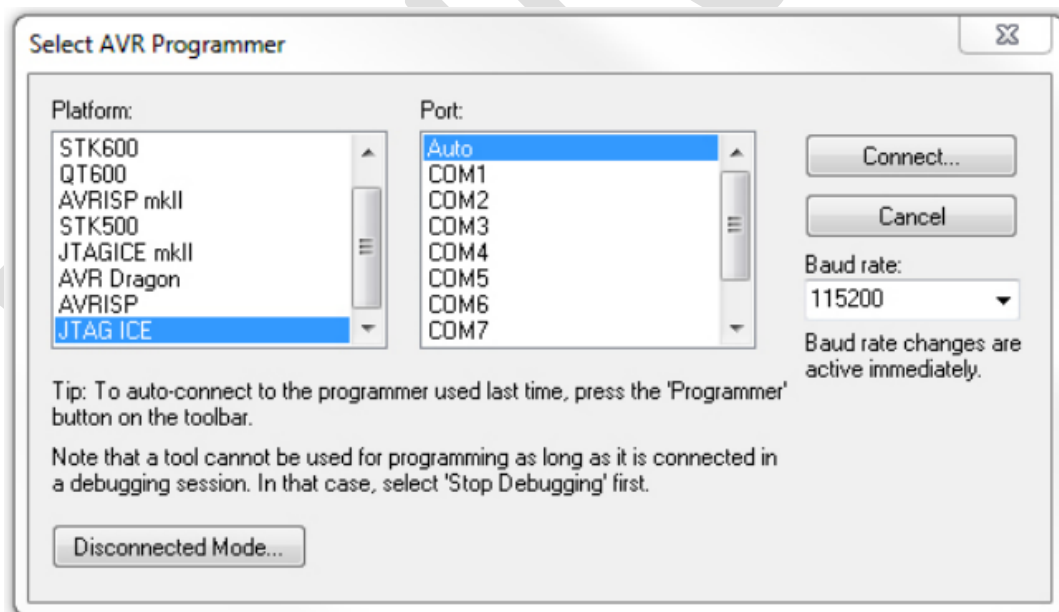 Select AVR Programmer
Platform:
STK600
QT600
AVRISP mkII
STK500
JTAGICE mkII
AVR Dragon
AVRISP
JTAG ICE
Port:
Auto
COM1
COM2
COM3
COM4
COM5
COM6
COM7
Connect...
Cancel
Baud rate:
115200
Baud rate changes are
active immediately.
Tip: To auto-connect to the programmer used last time, press the 'Programmer'
button on the toolbar.
Note that a tool cannot be used for programming as long as it is connected in
a debugging session. In that case, select 'Stop Debugging' first.
Disconnected Mode...